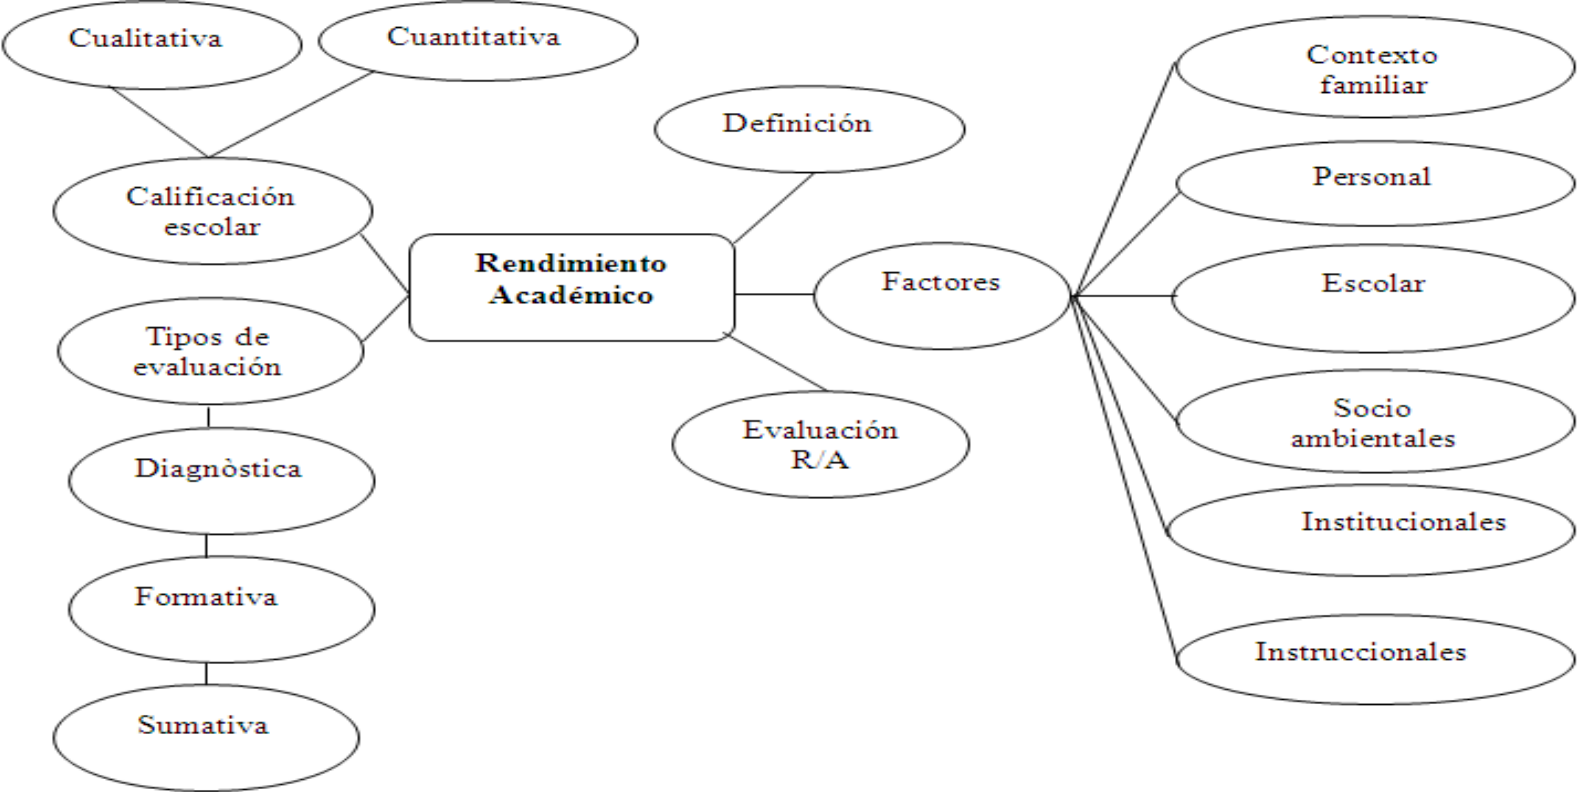 Cualitativa
Cuantitativa
Calificación
escolar
Tipos de
evaluación
Diagnòstica
Formativa
Sumativa
Rendimiento
Académico
Definición
Factores
Evaluación
R/A
Contexto
familiar
Personal
Escolar
Socio
ambientales
Institucionales
Instruccionales